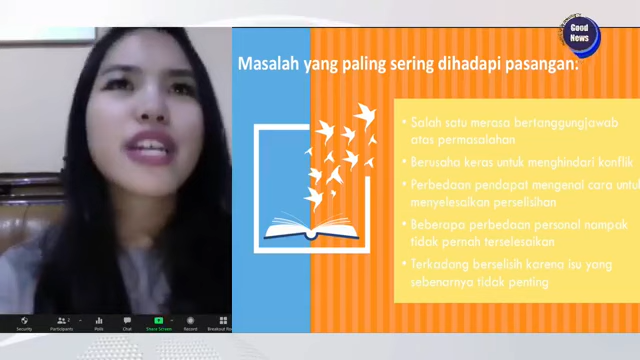 Good
News
Masalah yang paling sering dihadapi pasangan:
• Salah satu merasa bertanggungjawab
atas permasalahan
• Berusaha keras untuk menghindari konflik
• Perbedaan pendapat mengenai cara untuk
menyelesaikan perselisihan
• Beberapa perbedaan personal nampak
tidak pernah terselesaikan
• Terkadang berselisih karena isu yang
sebenarnya tidak penting
Security Participants Polls Chat Share Screen Record Breakout